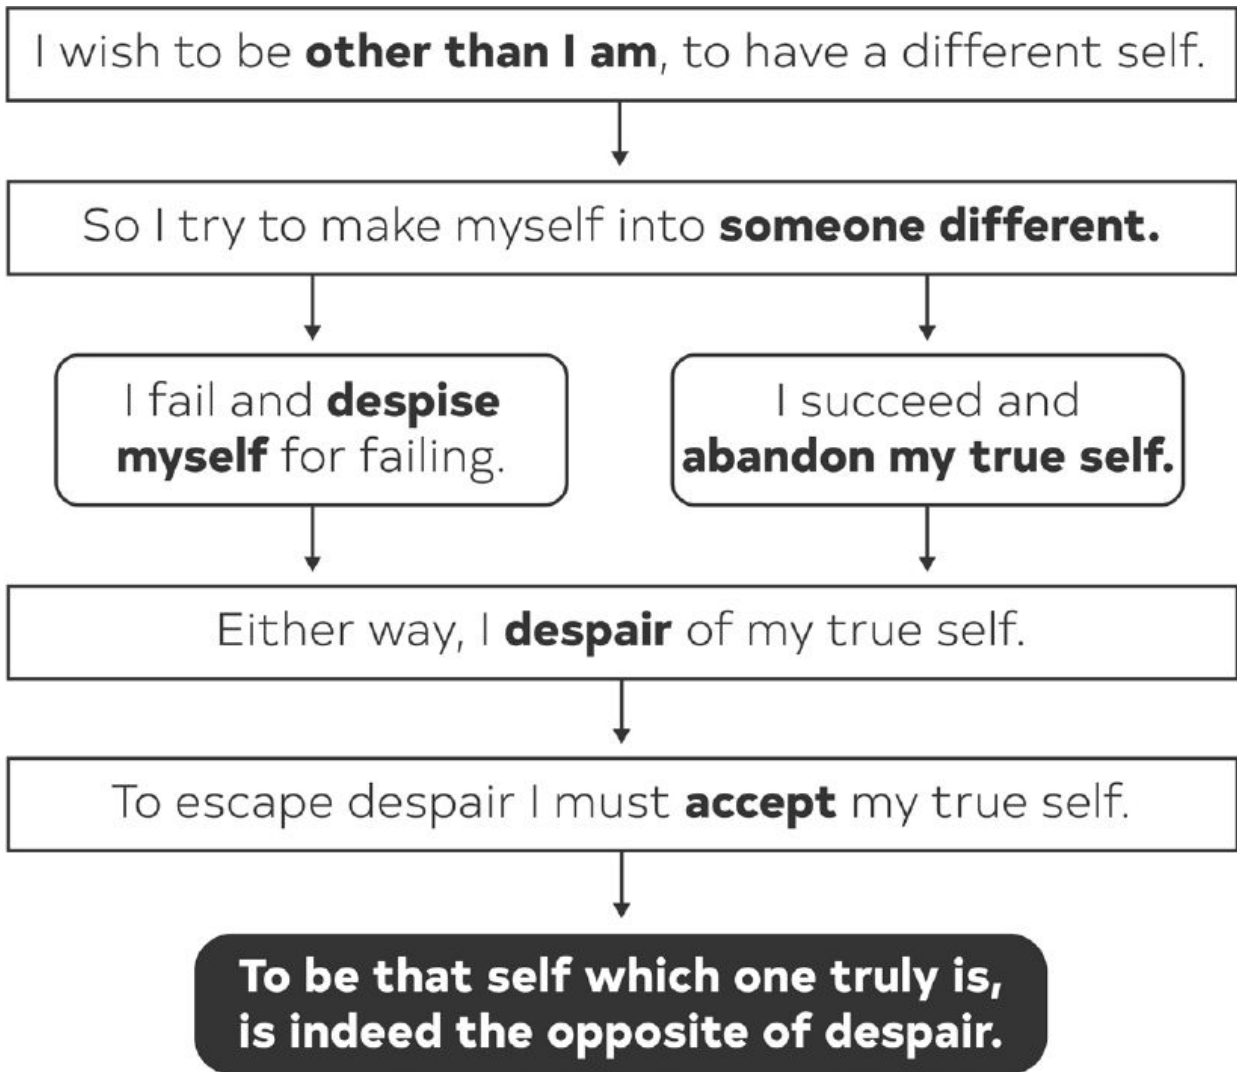 I wish to be other than I am, to have a different self.
So I try to make myself into someone different.
I fail and despise
myself for failing.
I succeed and
abandon my true self.
Either way, I despair of my true self.
To escape despair I must accept my true self.
To be that self which one truly is,
is indeed the opposite of despair.